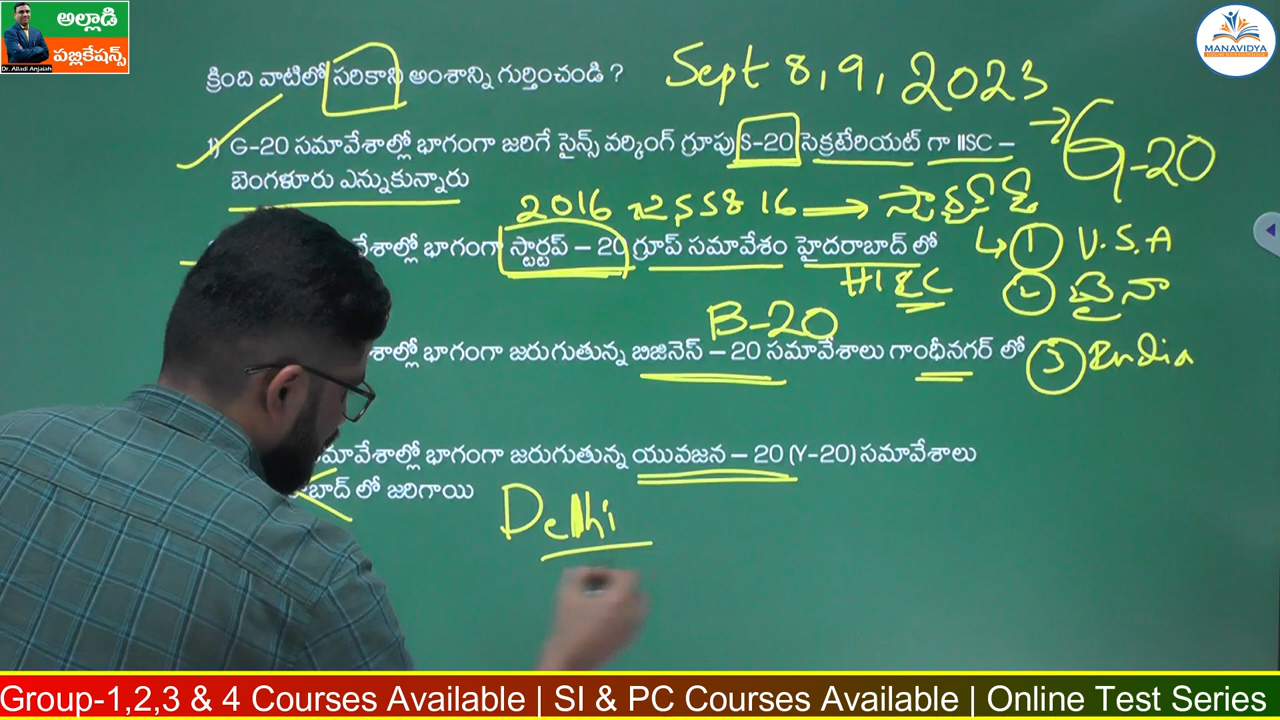 అల్లాడి
పబ్లికేషన్స్
Dr. Alladi Anjaiah
MANAVIDYA
క్రింది వాటిలో సరికాని అంశాన్ని గుర్తించండి ?
Sept 8, 9, 2023
1) G-20 సమావేశాల్లో భాగంగా జరిగే సైన్స్ వర్కింగ్ గ్రూపు S-20 సెక్రటేరియట్ గా IISC –
G-20
బెంగళూరు ఎన్నుకున్నారు
2016 జనవరి 16
వేశాల్లో భాగంగా స్టార్టప్ – 20 గ్రూప్ సమావేశం హైదరాబాద్ లో
1 U.S.A
2 చైనా
B-20
శాల్లో భాగంగా జరుగుతున్న బిజినెస్ – 20 సమావేశాలు గాంధీనగర్ లో
3 India
మావేశాల్లో భాగంగా జరుగుతున్న యువజన – 20 (Y-20) సమావేశాలు
బాద్ లో జరిగాయి
Delhi
Group-1,2,3 & 4 Courses Available | SI & PC Courses Available | Online Test Series